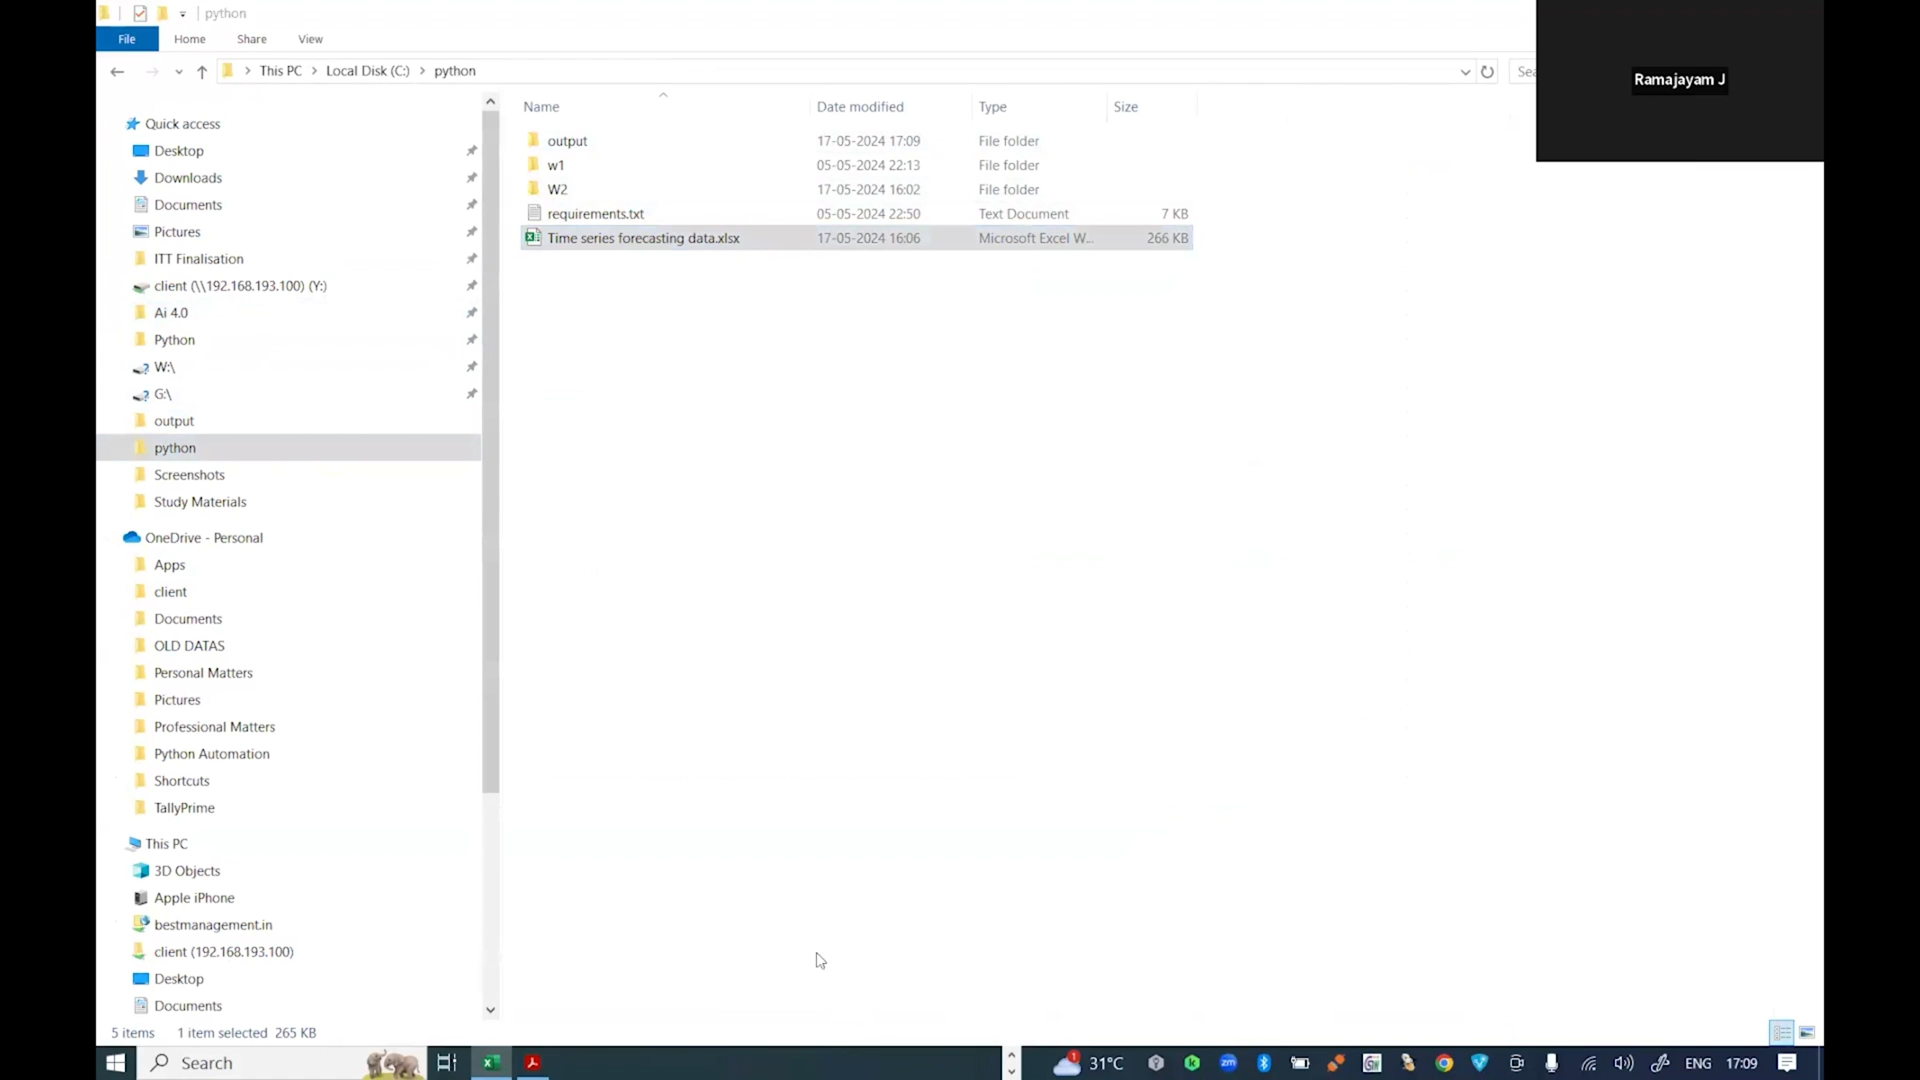 python
File Home Share View
This PC Local Disk (C:) python
Ramajayam J
Name Date modified Type Size
output 17-05-2024 17:09 File folder
w1 05-05-2024 22:13 File folder
W2 17-05-2024 16:02 File folder
requirements.txt 05-05-2024 22:50 Text Document 7 KB
Time series forecasting data.xlsx 17-05-2024 16:06 Microsoft Excel W... 266 KB
Quick access
Desktop
Downloads
Documents
Pictures
ITT Finalisation
client (\\192.168.193.100) (Y:)
Ai 4.0
Python
W:\
G:\
output
python
Screenshots
Study Materials
OneDrive - Personal
Apps
client
Documents
OLD DATAS
Personal Matters
Pictures
Professional Matters
Python Automation
Shortcuts
TallyPrime
This PC
3D Objects
Apple iPhone
bestmanagement.in
client (192.168.193.100)
Desktop
Documents
5 items 1 item selected 265 KB
Search 1 31°C zm ENG 17:09